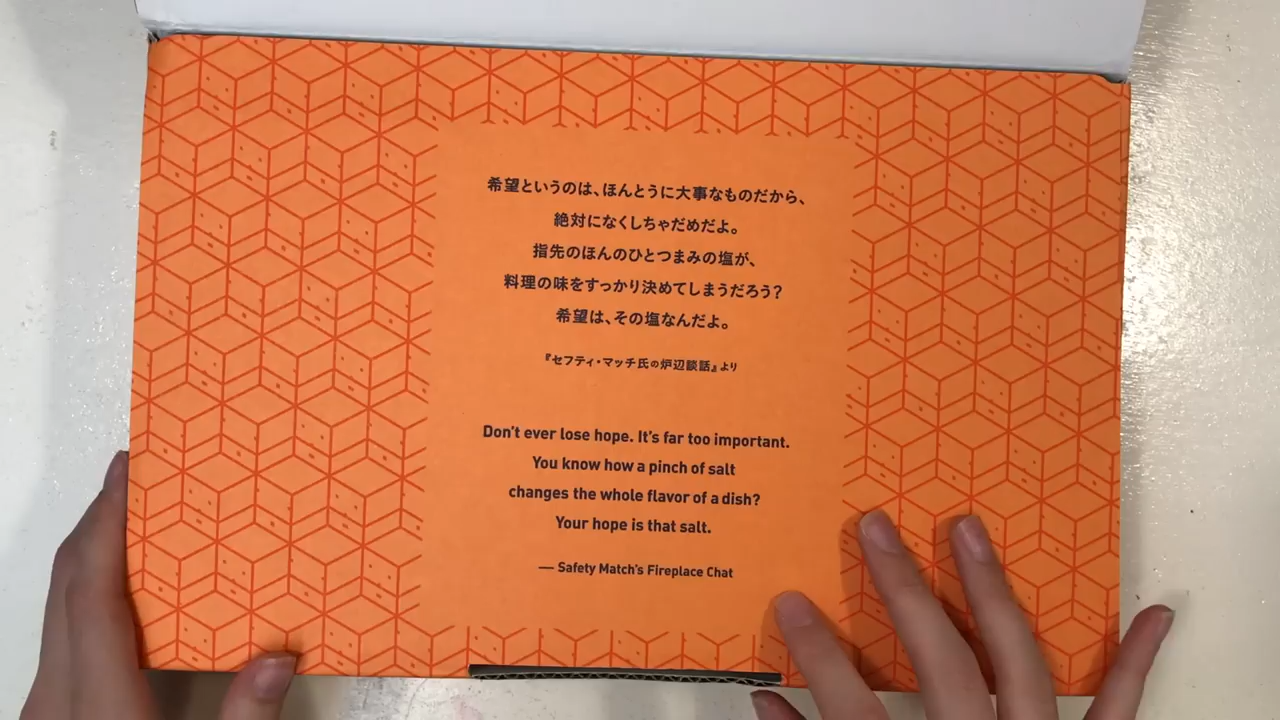 希望というのは、ほんとうに大事なものだから、
絶対になくしちゃだめだよ。
指先のほんのひとつまみの塩が、
料理の味をすっかり決めてしまうだろう?
希望は、その塩なんだよ。
『セフティ・マッチ氏の炉辺談話』より
Don't ever lose hope. It's far too important.
You know how a pinch of salt
changes the whole flavor of a dish?
Your hope is that salt.
— Safety Match's Fireplace Chat